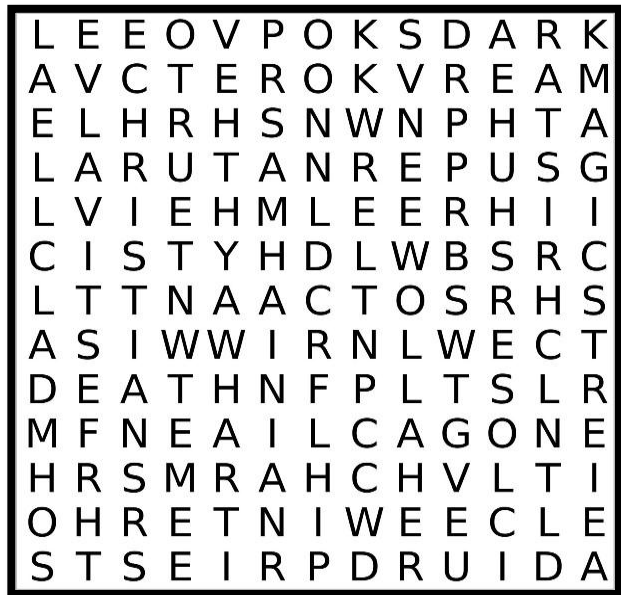 L E E O V P O K S D A R K
A V C T E R O K V R E A M
E L H R H S N W N P H T A
L A R U T A N R E P U S G
L V I E H M L E E R H I I
C I S T Y H D L W B S R C
L T T N A A C T O S R H S
A S I W W I R N L W E C T
D E A T H N F P L T S L R
M F N E A I L C A G O N E
H R S M R A H C H V L T I
O H R E T N I W E E C L E
S T S E I R P D R U I D A